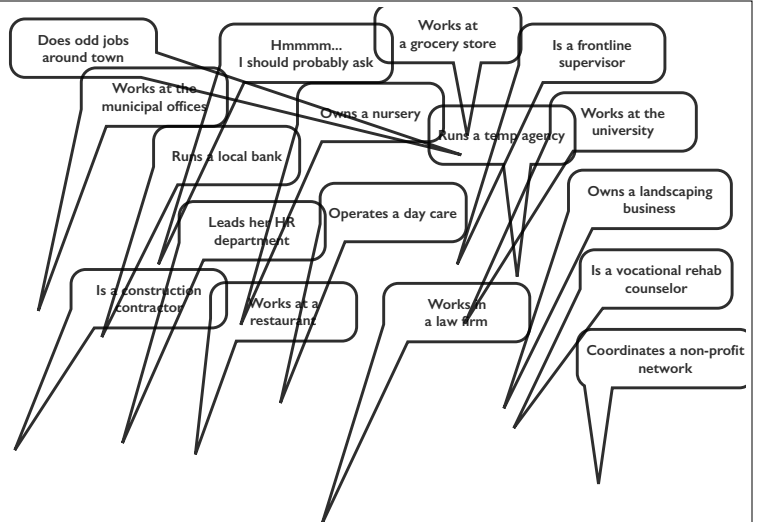 Does odd jobs
around town
Hmmmm...
I should probably ask
Works at
a grocery store
Is a frontline
supervisor
Works at the
municipal offices
Owns a nursery
Runs a temp agency
Works at the
university
Runs a local bank
Leads her HR
department
Operates a day care
Owns a landscaping
business
Is a construction
contractor
Works at a
restaurant
Works in
a law firm
Is a vocational rehab
counselor
Coordinates a non-profit
network